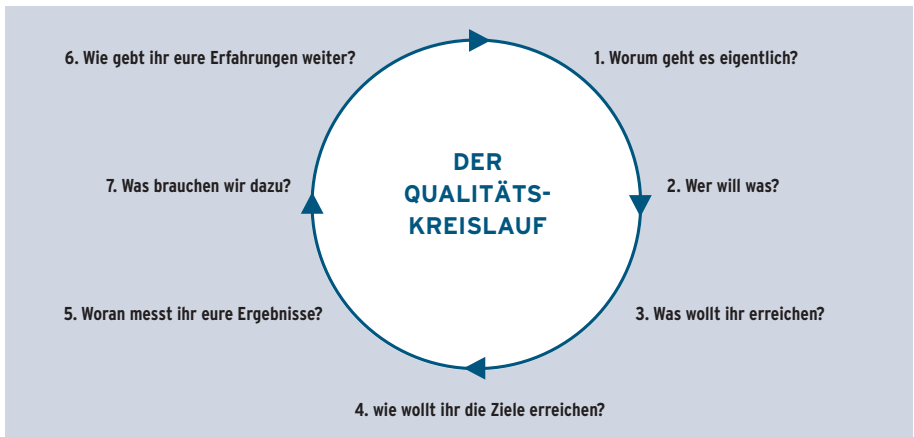 6. Wie gebt ihr eure Erfahrungen weiter?
1. Worum geht es eigentlich?
DER
QUALITÄTS-
KREISLAUF
7. Was brauchen wir dazu?
2. Wer will was?
5. Woran messt ihr eure Ergebnisse?
3. Was wollt ihr erreichen?
4. wie wollt ihr die Ziele erreichen?